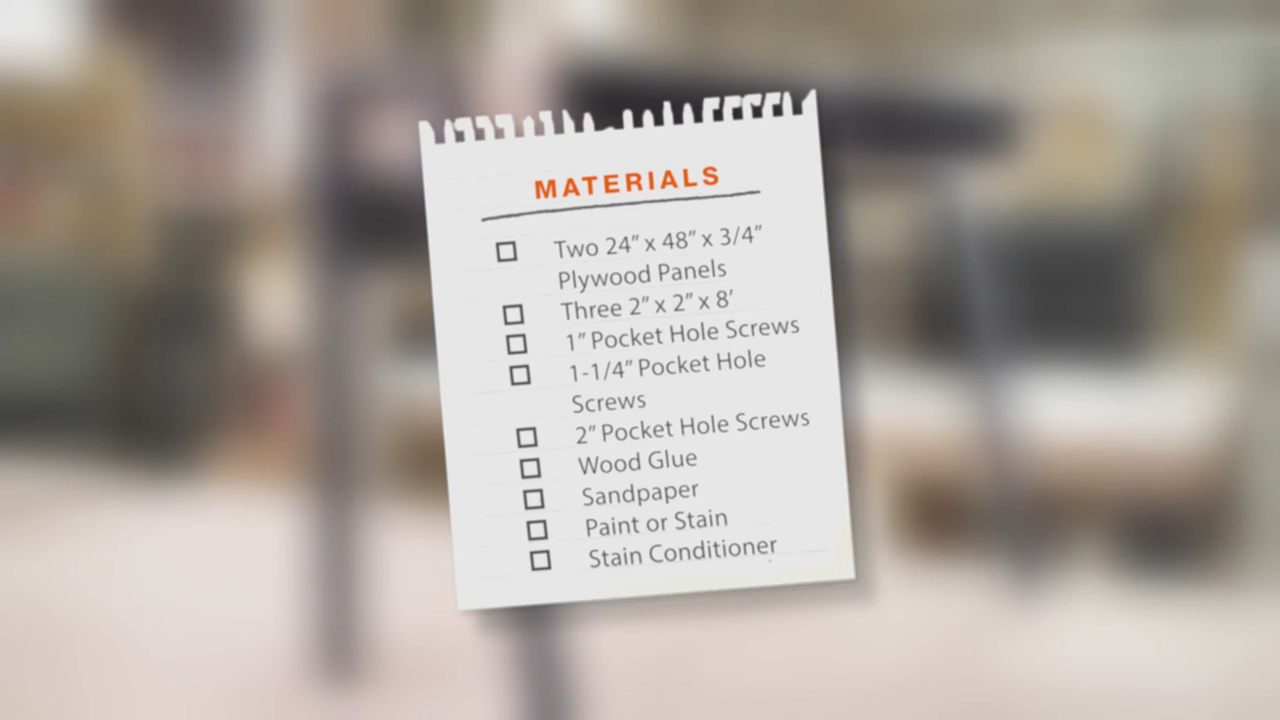 MATERIALS
Two 24” x 48” x 3/4”
Plywood Panels
Three 2” x 2” x 8’
1” Pocket Hole Screws
1-1/4” Pocket Hole
Screws
2” Pocket Hole Screws
Wood Glue
Sandpaper
Paint or Stain
Stain Conditioner